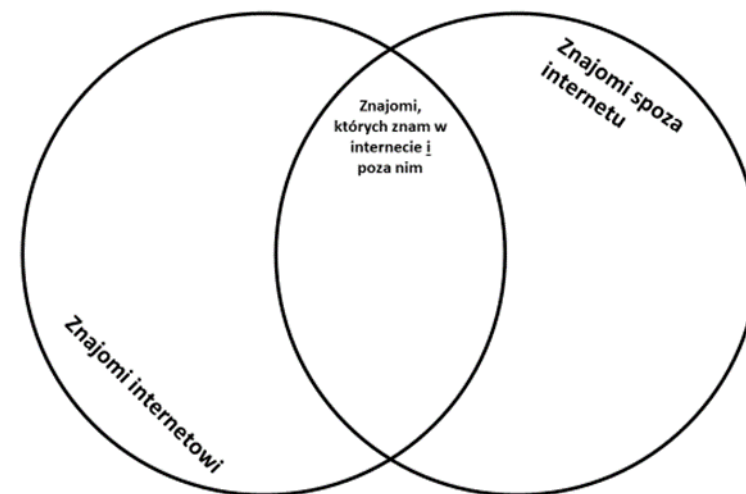 Znajomi,
których znam w
internecie i
poza nim
Znajomi spoza
internetu
Znajomi internetowi